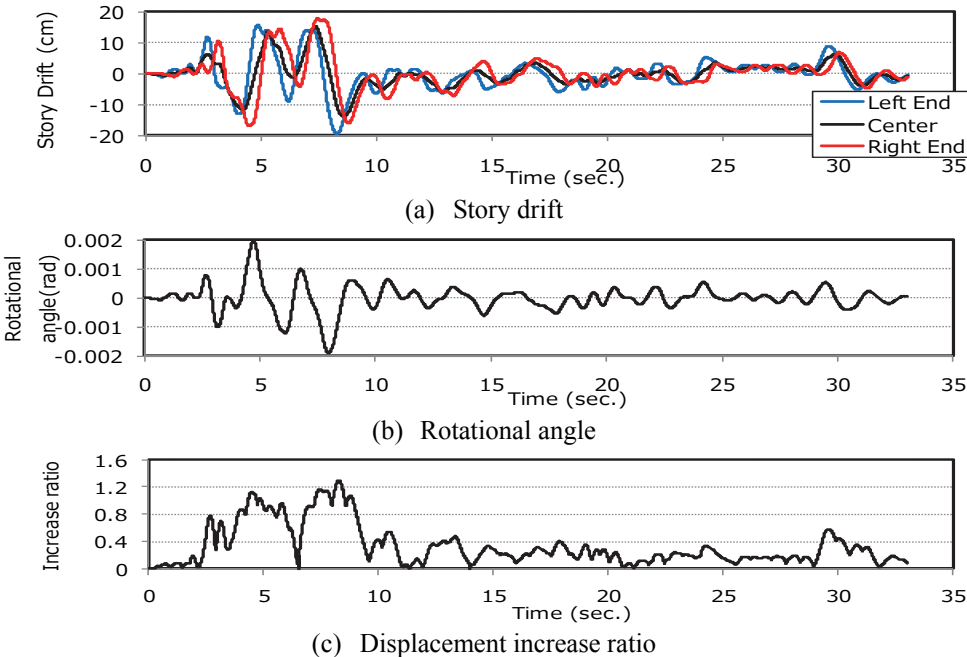 Story Drift (cm)
20
10
0
-10
-20
Left End
Center
Right End
0 5 10 15 20 25 30 35
Time (sec.)
(a) Story drift
Rotational
angle(rad)
0.002
0.001
0
-0.001
-0.002
0 5 10 15 20 25 30 35
Time (sec.)
(b) Rotational angle
Increase ratio
1.6
1.2
0.8
0.4
0
0 5 10 15 20 25 30 35
Time (sec.)
(c) Displacement increase ratio